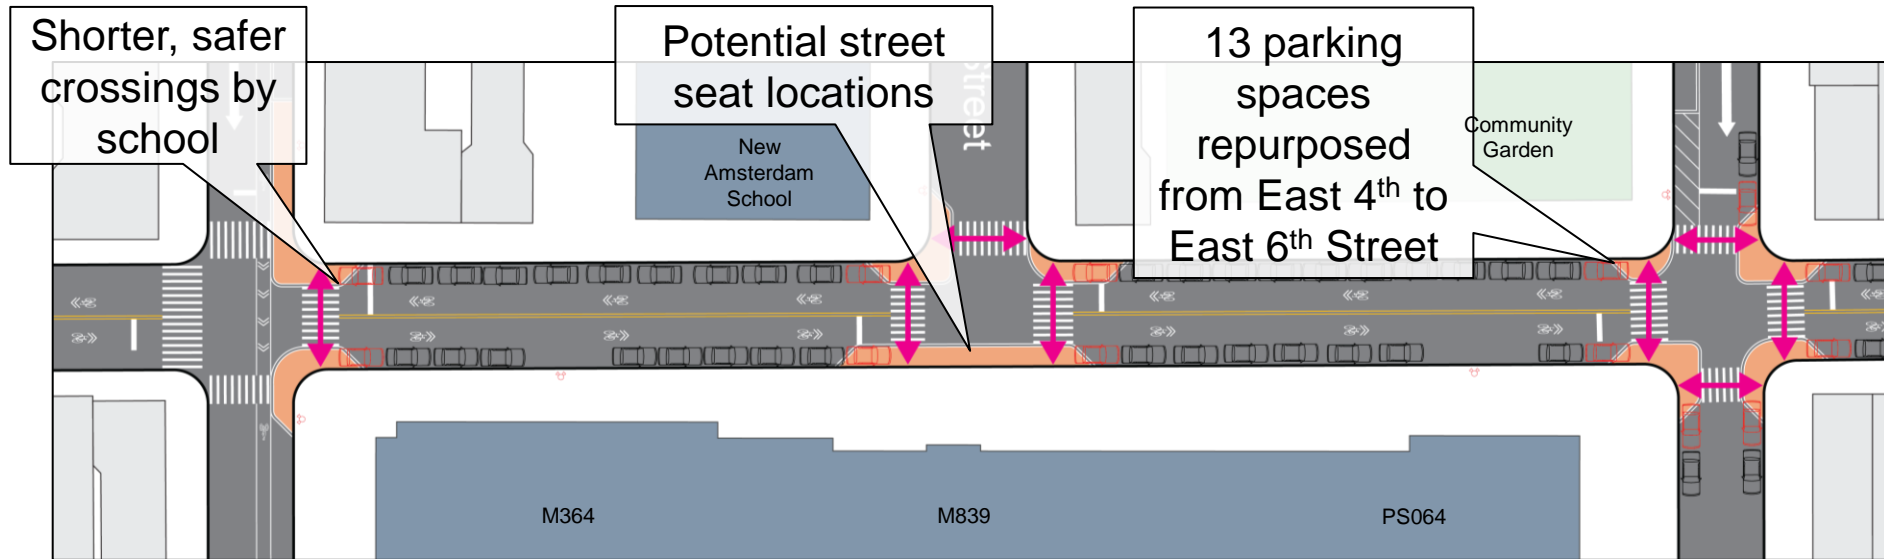 Shorter, safer
crossings by
school
Potential street
seat locations
13 parking
spaces
repurposed
from East 4th to
East 6th Street
Street
New
Amsterdam
School
Community
Garden
M364
M839
PS064